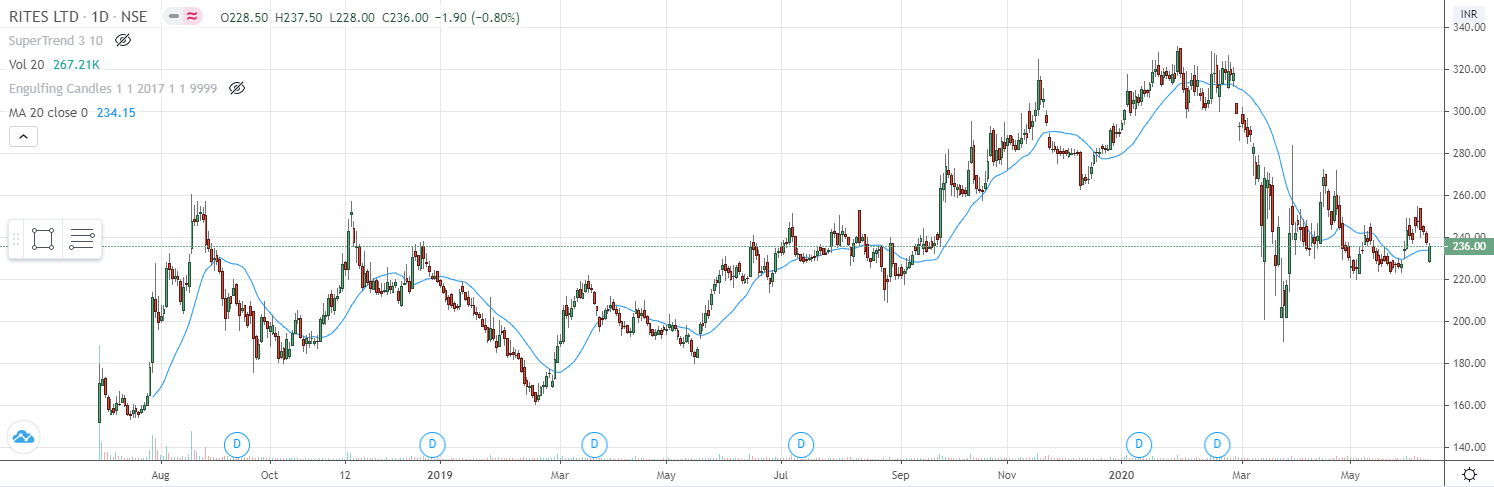 RITES LTD · 1D · NSE O228.50 H237.50 L228.00 C236.00 −1.90 (−0.80%)
INR
SuperTrend 3 10
Vol 20 267.21K
Engulfing Candles 1 1 2017 1 1 9999
MA 20 close 0 234.15
340.00
320.00
300.00
280.00
260.00
240.00
236.00
220.00
200.00
180.00
160.00
140.00
D D D D D D
Aug Oct 12 2019 Mar May Jul Sep Nov 2020 Mar May